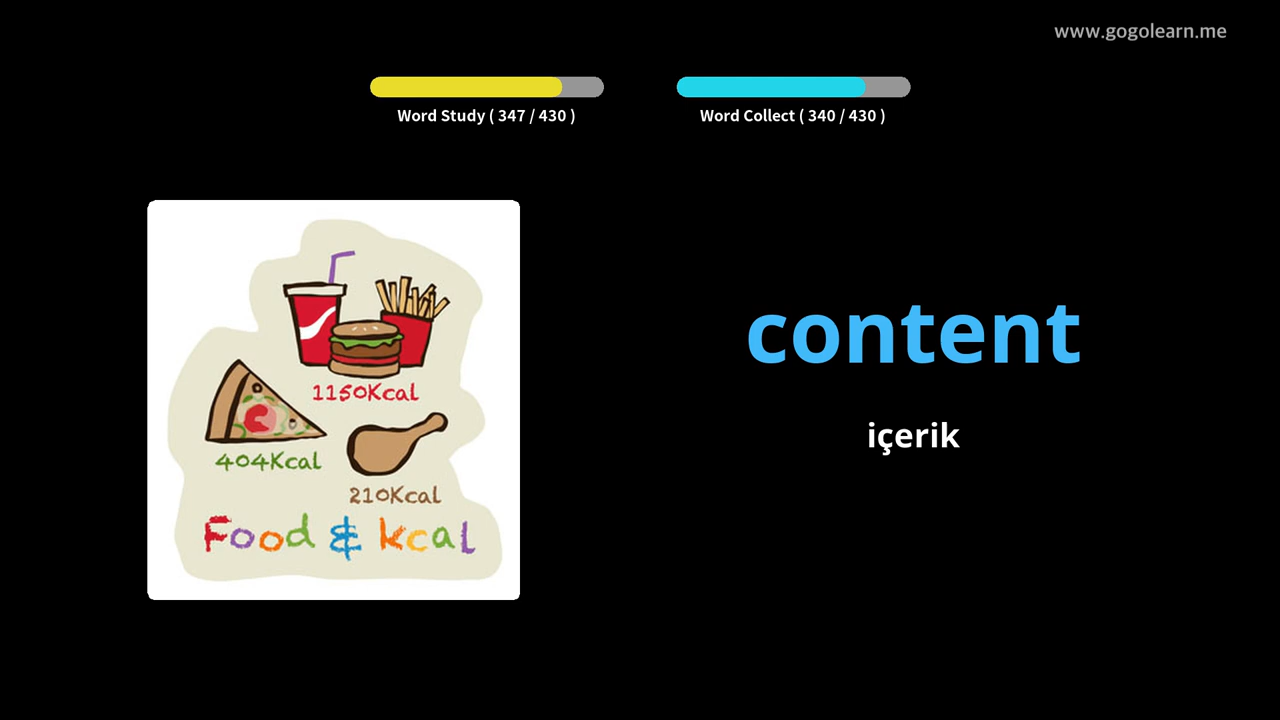 www.gogolearn.me
Word Study ( 347 / 430 )
Word Collect ( 340 / 430 )
1150Kcal
404Kcal
210Kcal
Food & kcal
content
içerik